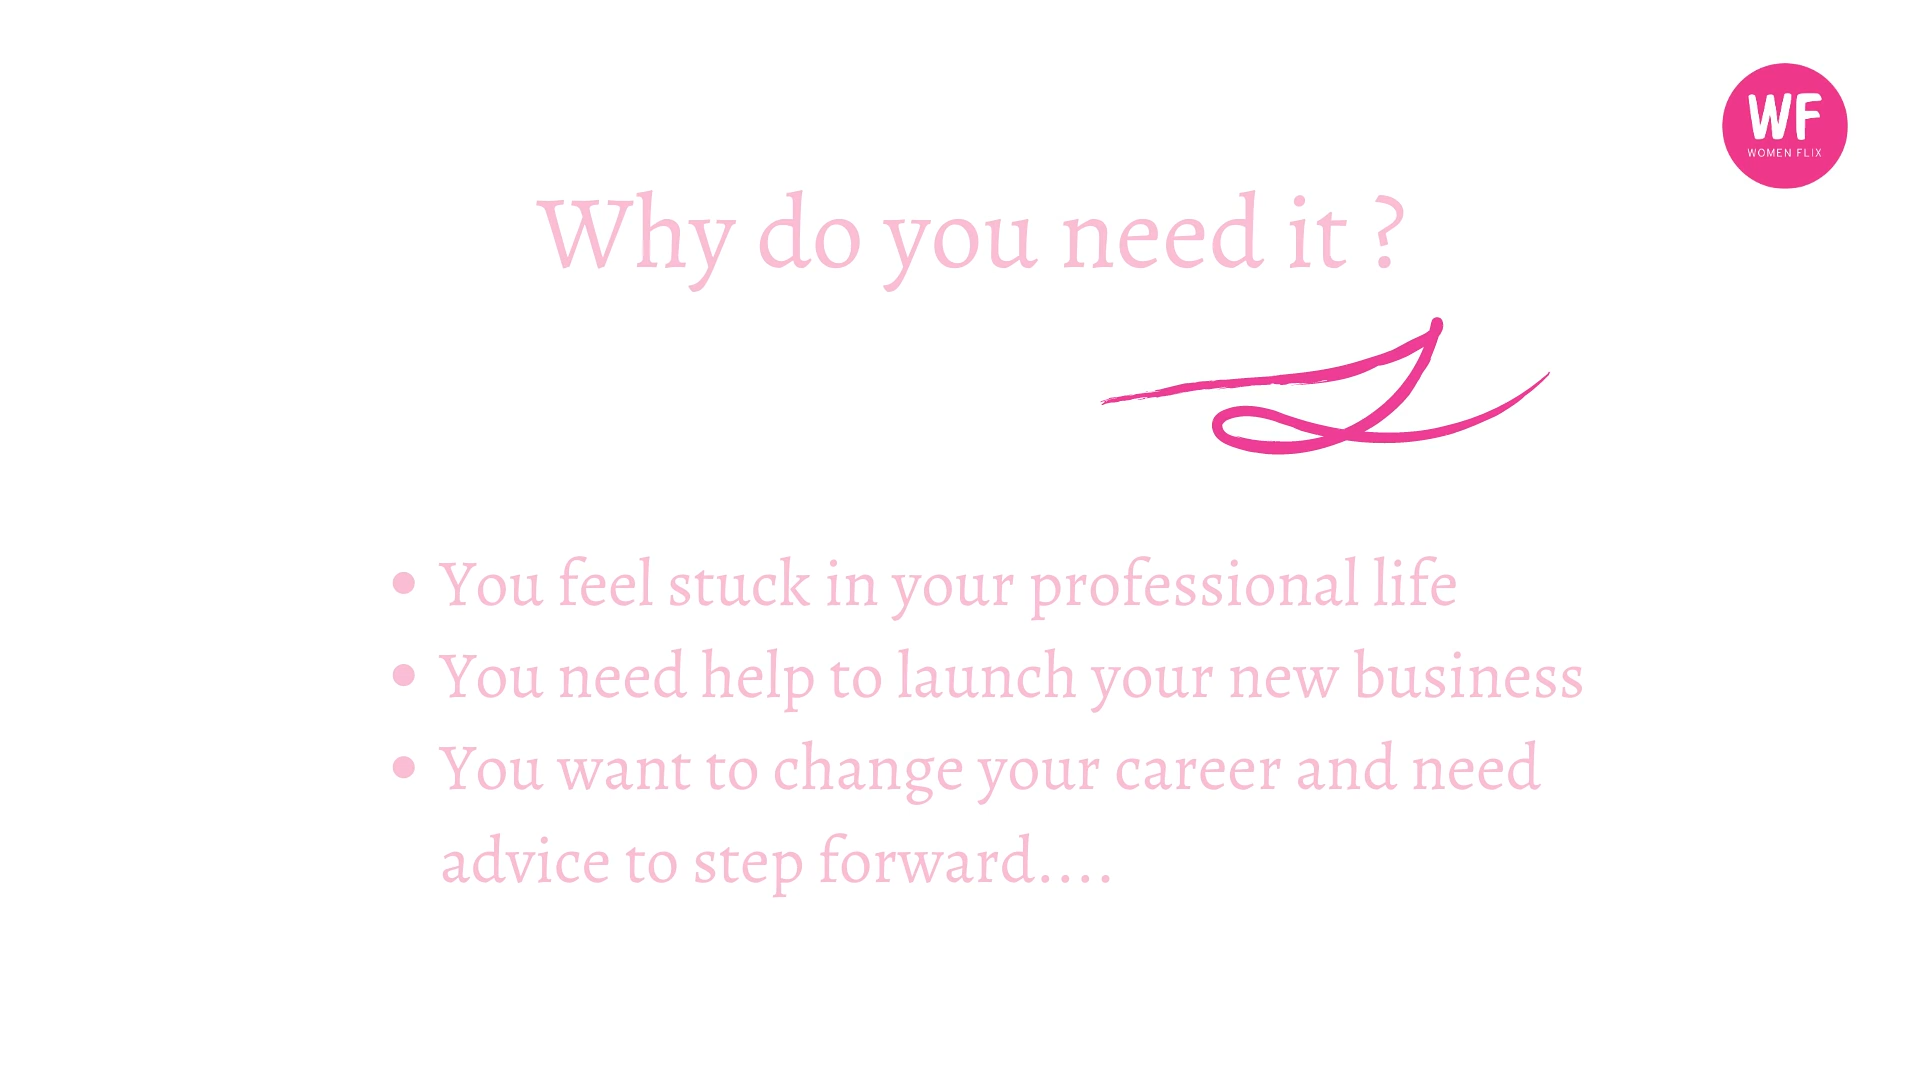 WF
WOMEN FLIX
Why do you need it ?
• You feel stuck in your professional life
• You need help to launch your new business
• You want to change your career and need
advice to step forward....